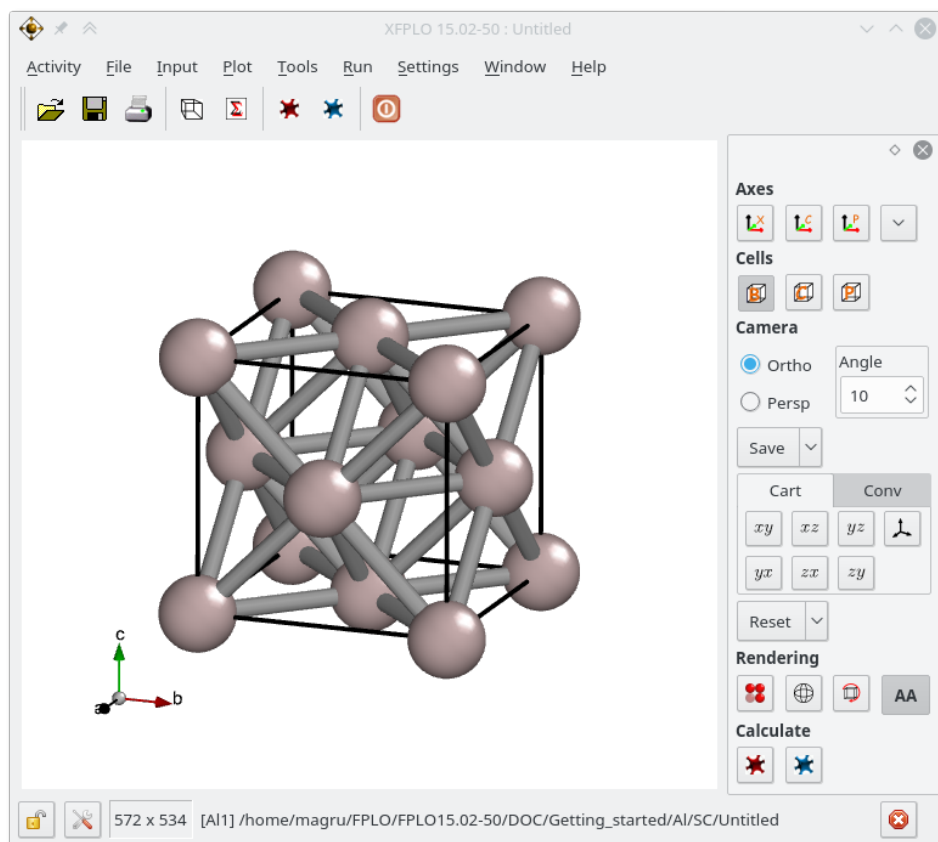 XFPLO 15.02-50 : Untitled
Activity File Input Plot Tools Run Settings Window Help
Σ
Axes
X C P
Cells
B C P
Camera
Ortho
Persp
Angle
10
Save
Cart Conv
xy xz yz
yx zx zy
Reset
Rendering
AA
Calculate
c
b
a
572 x 534 [Al1] /home/magru/FPLO/FPLO15.02-50/DOC/Getting_started/Al/SC/Untitled